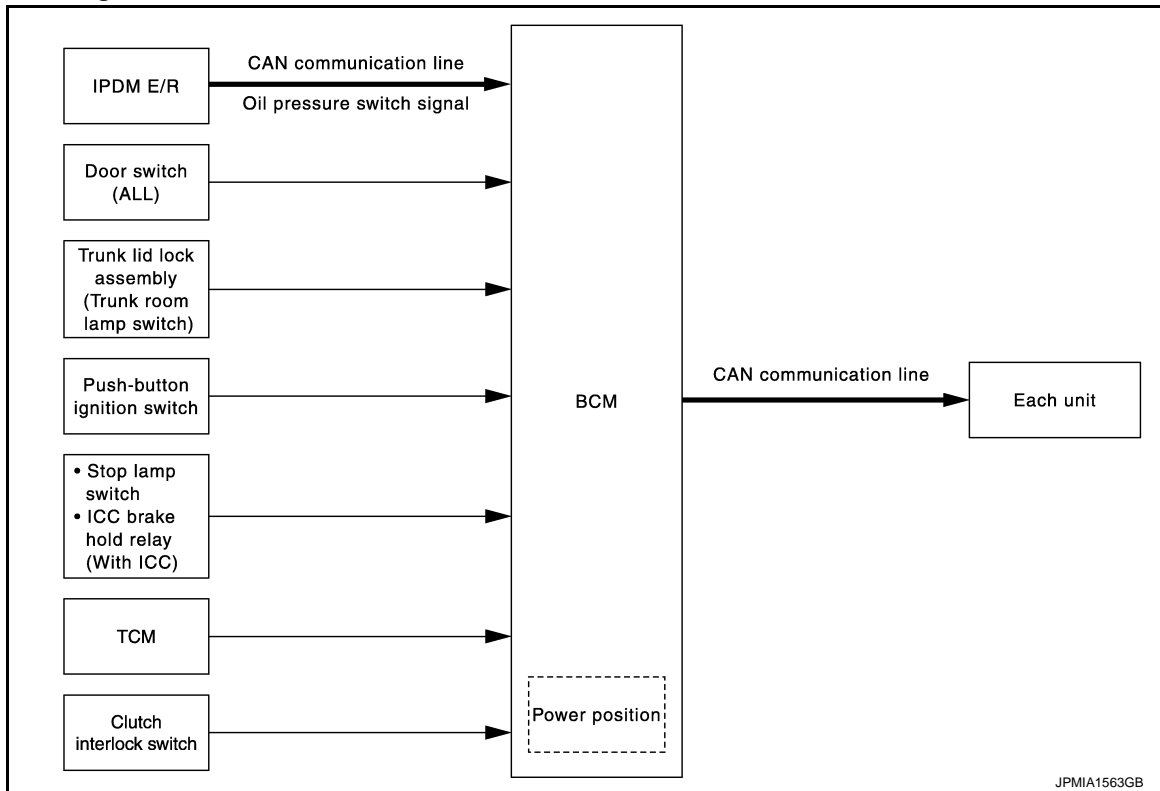 IPDM E/R
CAN communication line
Oil pressure switch signal
Door switch
(ALL)
Trunk lid lock
assembly
(Trunk room
lamp switch)
Push-button
ignition switch
• Stop lamp
switch
• ICC brake
hold relay
(With ICC)
TCM
Clutch
interlock switch
BCM
Power position
CAN communication line
Each unit
JPMIA1563GB